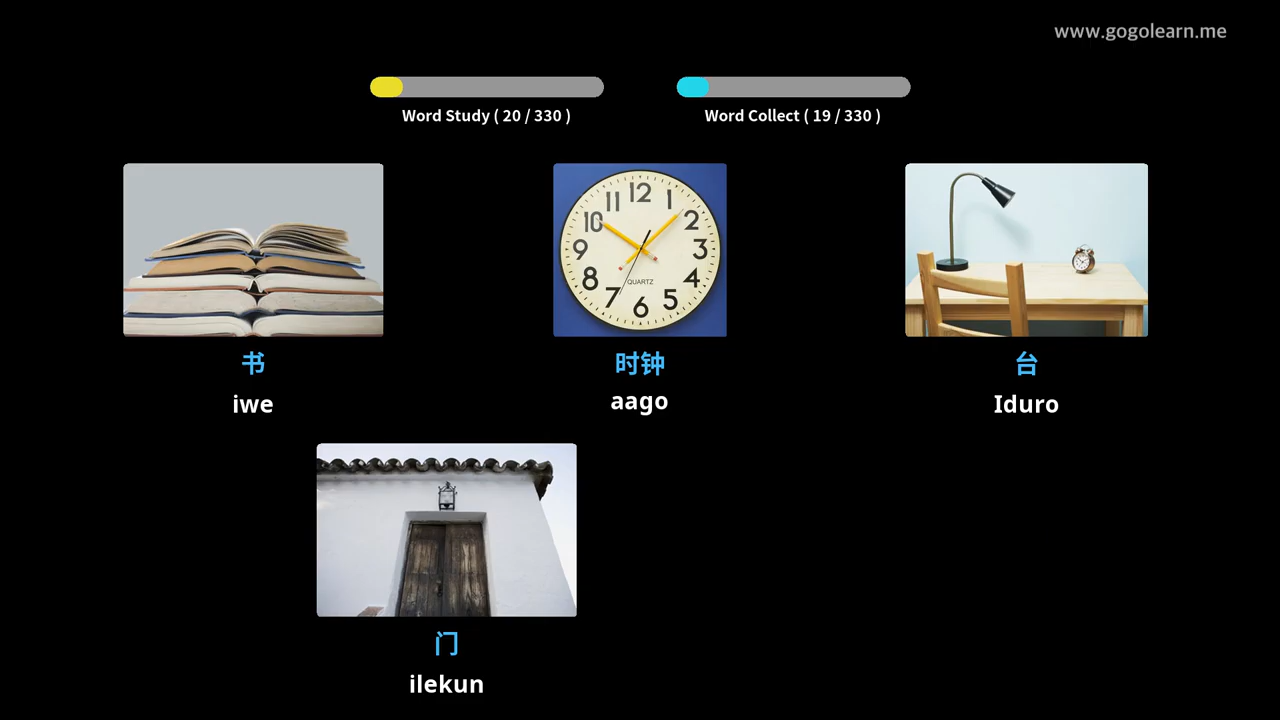 www.gogolearn.me
Word Study ( 20 / 330 )
Word Collect ( 19 / 330 )
12
11
1
10
2
9
3
8
4
7
5
6
QUARTZ
书
时钟
台
iwe
aago
Iduro
门
ilekun